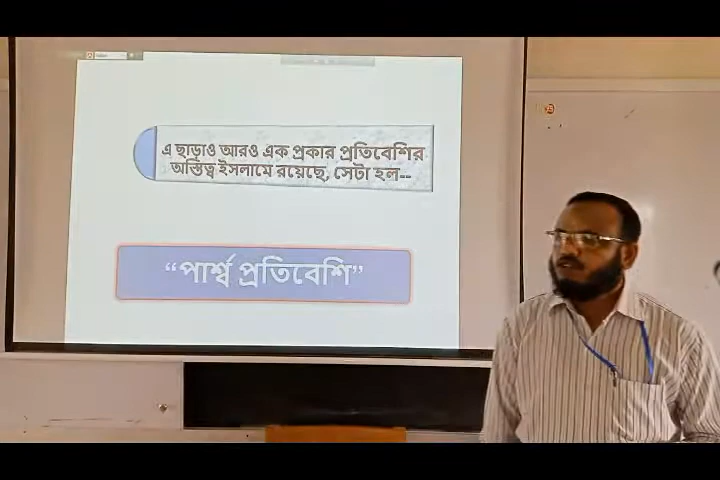 এ ছাড়াও আরও এক প্রকার প্রতিবেশির
অস্তিত্ব ইসলামে রয়েছে, সেটা হল--
“পার্শ্ব প্রতিবেশি”